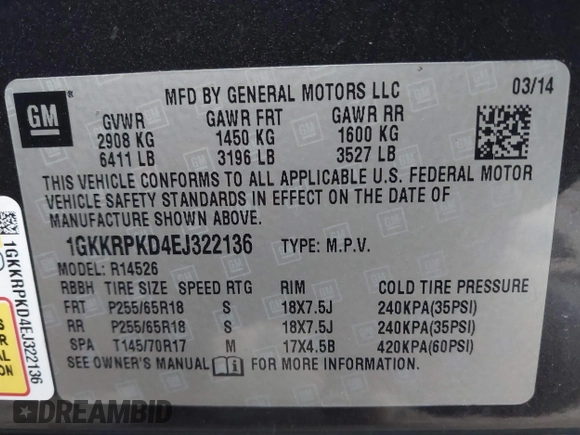 GM
MFD BY GENERAL MOTORS LLC
03/14
GVWR GAWR FRT GAWR RR
2908 KG 1450 KG 1600 KG
6411 LB 3196 LB 3527 LB
THIS VEHICLE CONFORMS TO ALL APPLICABLE U.S. FEDERAL MOTOR
VEHICLE SAFETY STANDARDS IN EFFECT ON THE DATE OF
MANUFACTURE SHOWN ABOVE.
1GKKRPKD4EJ322136 TYPE: M.P.V.
MODEL: R14526
RBBH TIRE SIZE SPEED RTG RIM COLD TIRE PRESSURE
FRT P255/65R18 S 18X7.5J 240KPA(35PSI)
RR P255/65R18 S 18X7.5J 240KPA(35PSI)
SPA T145/70R17 M 17X4.5B 420KPA(60PSI)
SEE OWNER'S MANUAL FOR MORE INFORMATION.
1GKKRPKD4EJ322136
DREAMBID